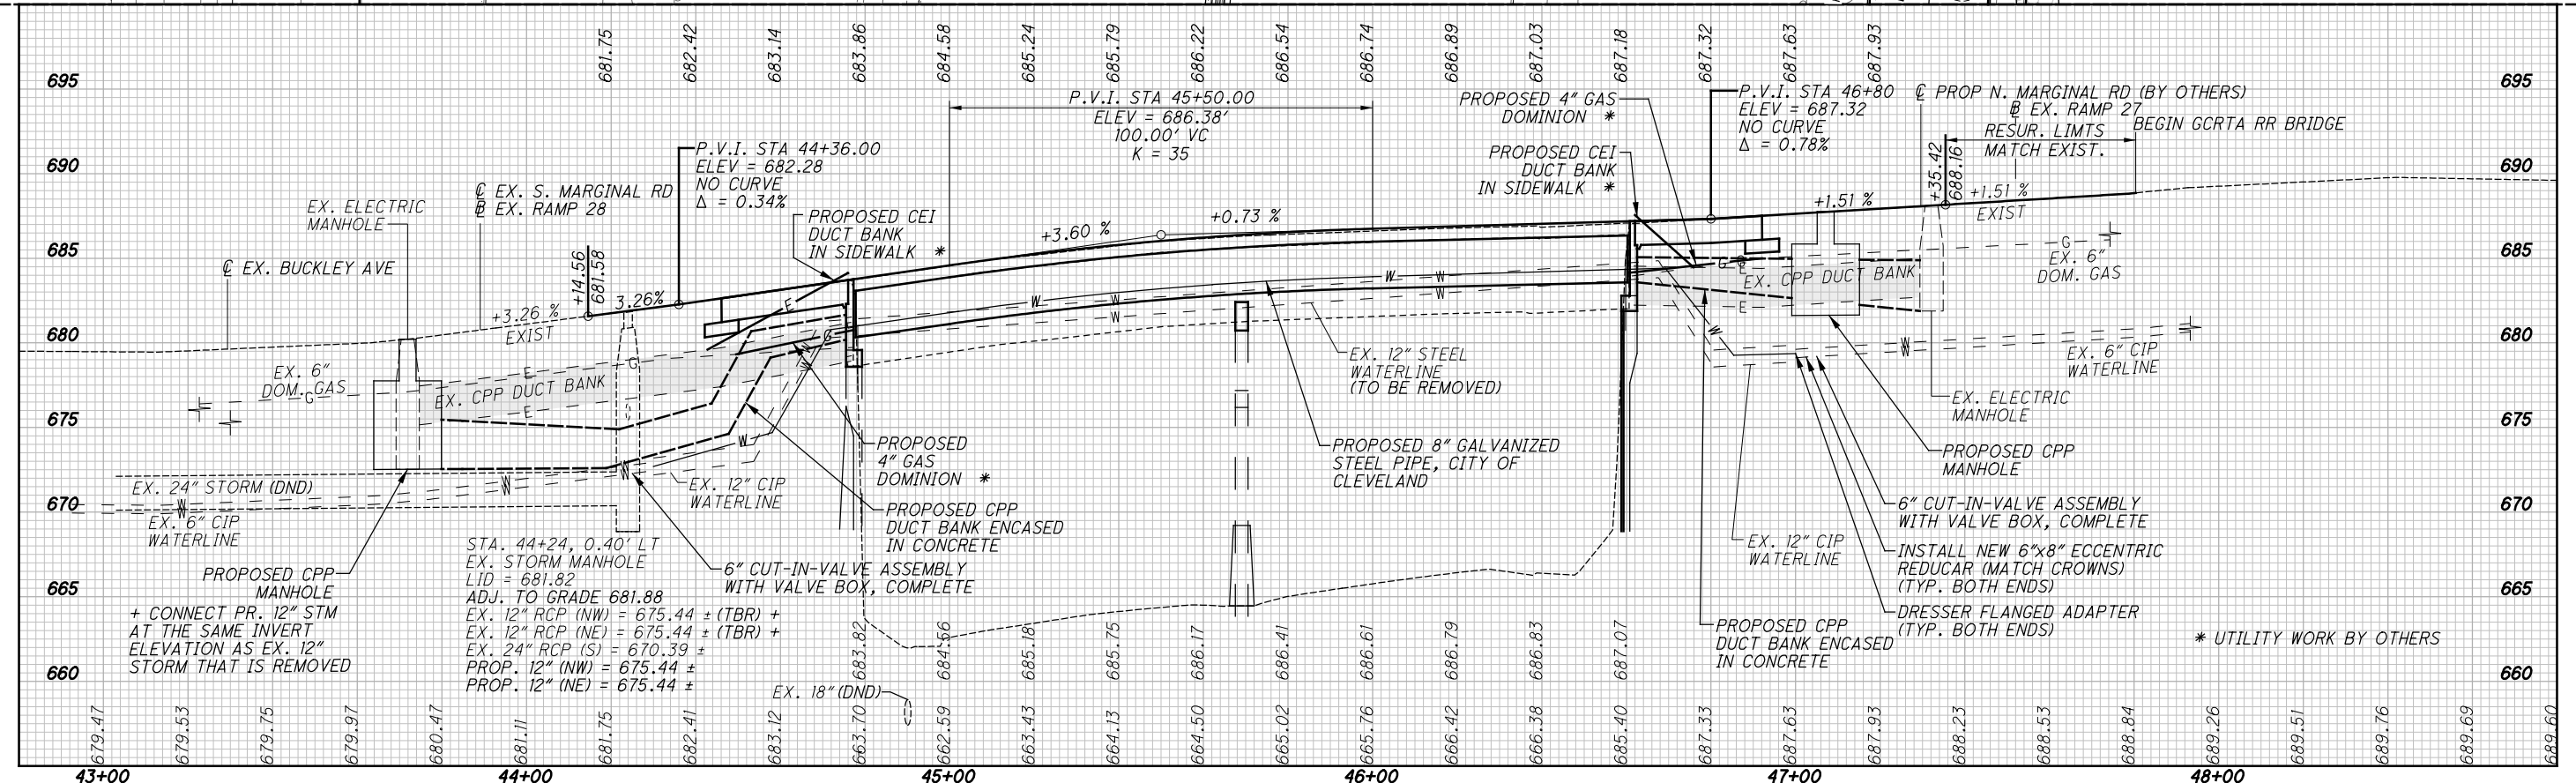 681.75
682.42
683.14
683.86
684.58
685.24
685.79
686.22
686.54
686.74
686.89
687.03
687.18
687.32
687.63
687.93
695
695
690
690
685
685
680
680
675
675
670
670
665
665
660
660
P.V.I. STA 45+50.00
ELEV = 686.38'
100.00' VC
K = 35
PROPOSED 4" GAS
DOMINION *
PROPOSED CEI
DUCT BANK
IN SIDEWALK *
P.V.I. STA 46+80
ELEV = 687.32
NO CURVE
Δ = 0.78%
℄ PROP N. MARGINAL RD (BY OTHERS)
EX. RAMP 27
BEGIN GCRTA RR BRIDGE
RESUR. LIMTS
MATCH EXIST.
+35.42
688.16
+1.51 %
+1.51 %
EXIST
P.V.I. STA 44+36.00
ELEV = 682.28
NO CURVE
Δ = 0.34%
℄ EX. S. MARGINAL RD
EX. RAMP 28
EX. ELECTRIC
MANHOLE
℄ EX. BUCKLEY AVE
PROPOSED CEI
DUCT BANK
IN SIDEWALK *
+14.56
681.58
3.26%
+3.26 %
EXIST
+3.60 %
+0.73 %
EX. 6"
DOM. GAS
EX. CPP DUCT BANK
EX. CPP DUCT BANK
EX. 6"
DOM. GAS
E
E
E
G
G
G
G
E
E
W
W
W
W
W
W
W
W
W
W
W
EX. 12" STEEL
WATERLINE
(TO BE REMOVED)
EX. 6" CIP
WATERLINE
EX. ELECTRIC
MANHOLE
PROPOSED
4" GAS
DOMINION *
PROPOSED 8" GALVANIZED
STEEL PIPE, CITY OF
CLEVELAND
PROPOSED CPP
MANHOLE
EX. 24" STORM (DND)
EX. 6" CIP
WATERLINE
EX. 12" CIP
WATERLINE
PROPOSED CPP
DUCT BANK ENCASED
IN CONCRETE
6" CUT-IN-VALVE ASSEMBLY
WITH VALVE BOX, COMPLETE
EX. 12" CIP
WATERLINE
INSTALL NEW 6"x8" ECCENTRIC
REDUCAR (MATCH CROWNS)
(TYP. BOTH ENDS)
DRESSER FLANGED ADAPTER
(TYP. BOTH ENDS)
PROPOSED CPP
MANHOLE
+ CONNECT PR. 12" STM
AT THE SAME INVERT
ELEVATION AS EX. 12"
STORM THAT IS REMOVED
STA. 44+24, 0.40' LT
EX. STORM MANHOLE
LID = 681.82
ADJ. TO GRADE 681.88
EX. 12" RCP (NW) = 675.44 ± (TBR) +
EX. 12" RCP (NE) = 675.44 ± (TBR) +
EX. 24" RCP (S) = 670.39 ±
PROP. 12" (NW) = 675.44 ±
PROP. 12" (NE) = 675.44 ±
6" CUT-IN-VALVE ASSEMBLY
WITH VALVE BOX, COMPLETE
EX. 18" (DND)
PROPOSED CPP
DUCT BANK ENCASED
IN CONCRETE
* UTILITY WORK BY OTHERS
683.82
684.56
685.18
685.75
686.17
686.41
686.61
686.79
686.83
687.07
679.47
679.53
679.75
679.97
680.47
681.11
681.75
682.41
683.12
663.70
662.59
663.43
664.13
664.50
665.02
665.76
666.42
666.38
685.40
687.33
687.63
687.93
688.23
688.53
688.84
689.26
689.51
689.76
689.69
689.60
43+00
44+00
45+00
46+00
47+00
48+00